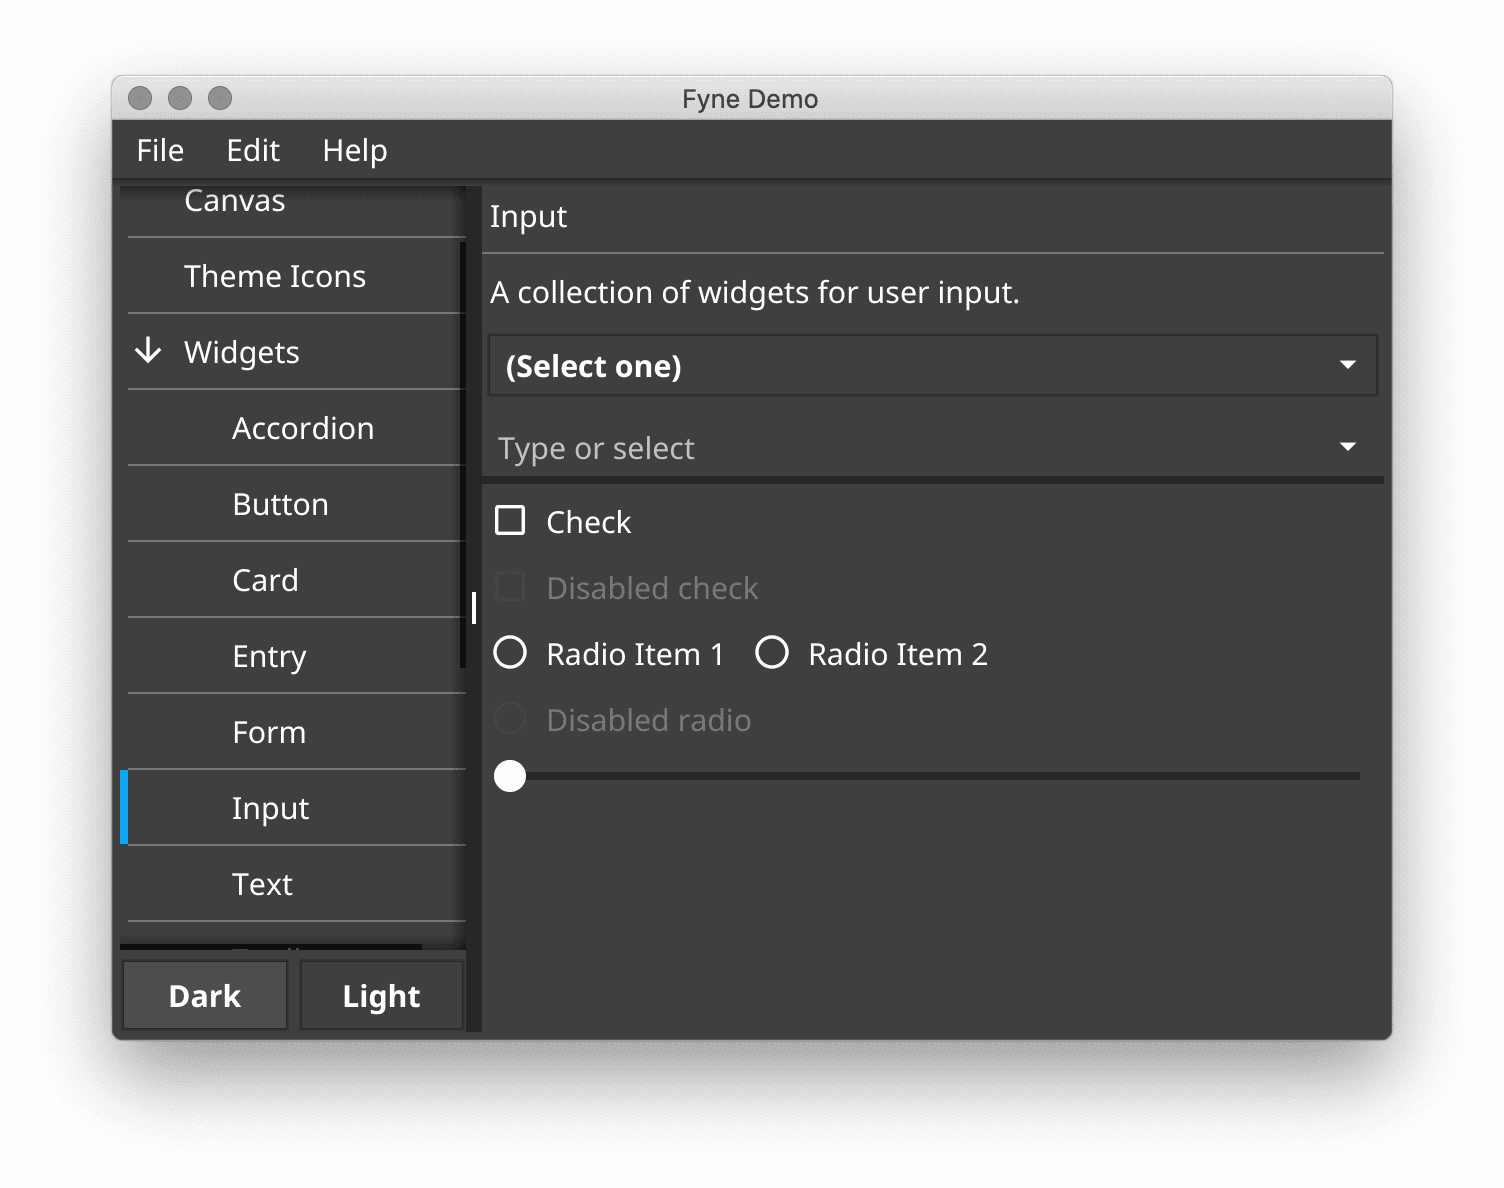 Fyne Demo
File Edit Help
Canvas
Theme Icons
Widgets
Accordion
Button
Card
Entry
Form
Input
Text
Dark Light
Input
A collection of widgets for user input.
(Select one)
Type or select
Check
Disabled check
Radio Item 1 Radio Item 2
Disabled radio